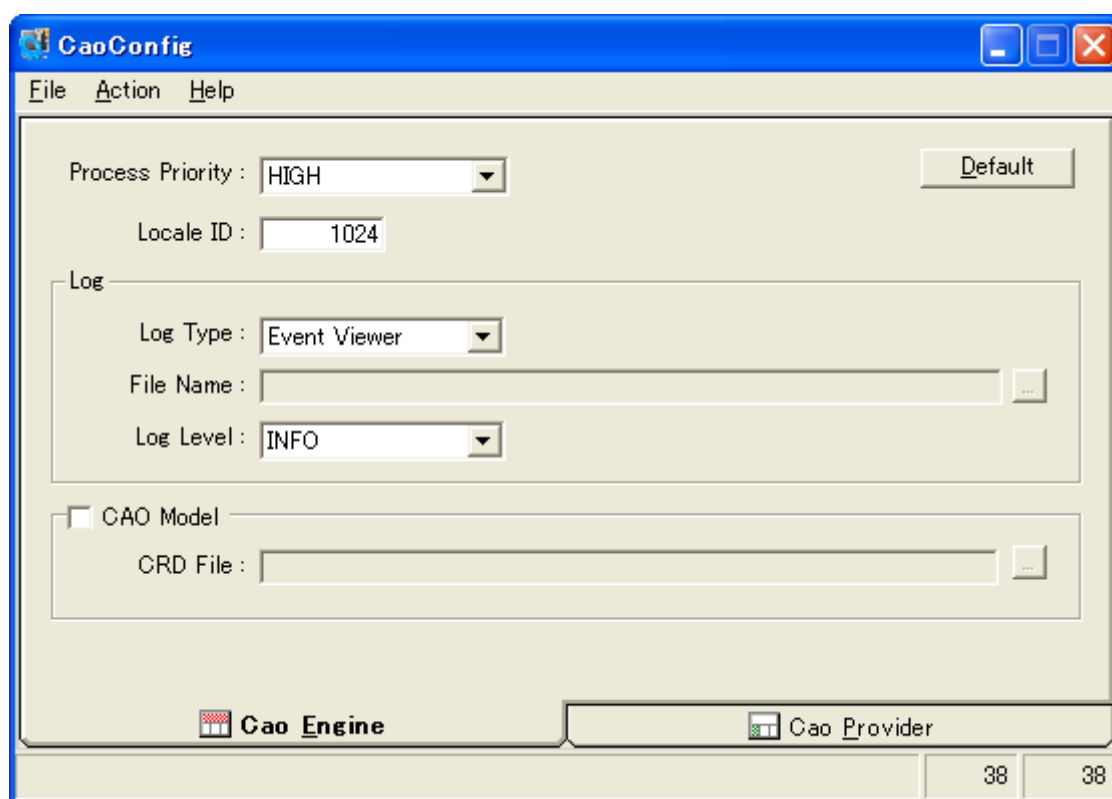 CaoConfig
File Action Help
Process Priority : HIGH Default
Locale ID : 1024
Log
Log Type : Event Viewer
File Name : ...
Log Level : INFO
CAO Model
CRD File : ...
Cao Engine Cao Provider
38 38